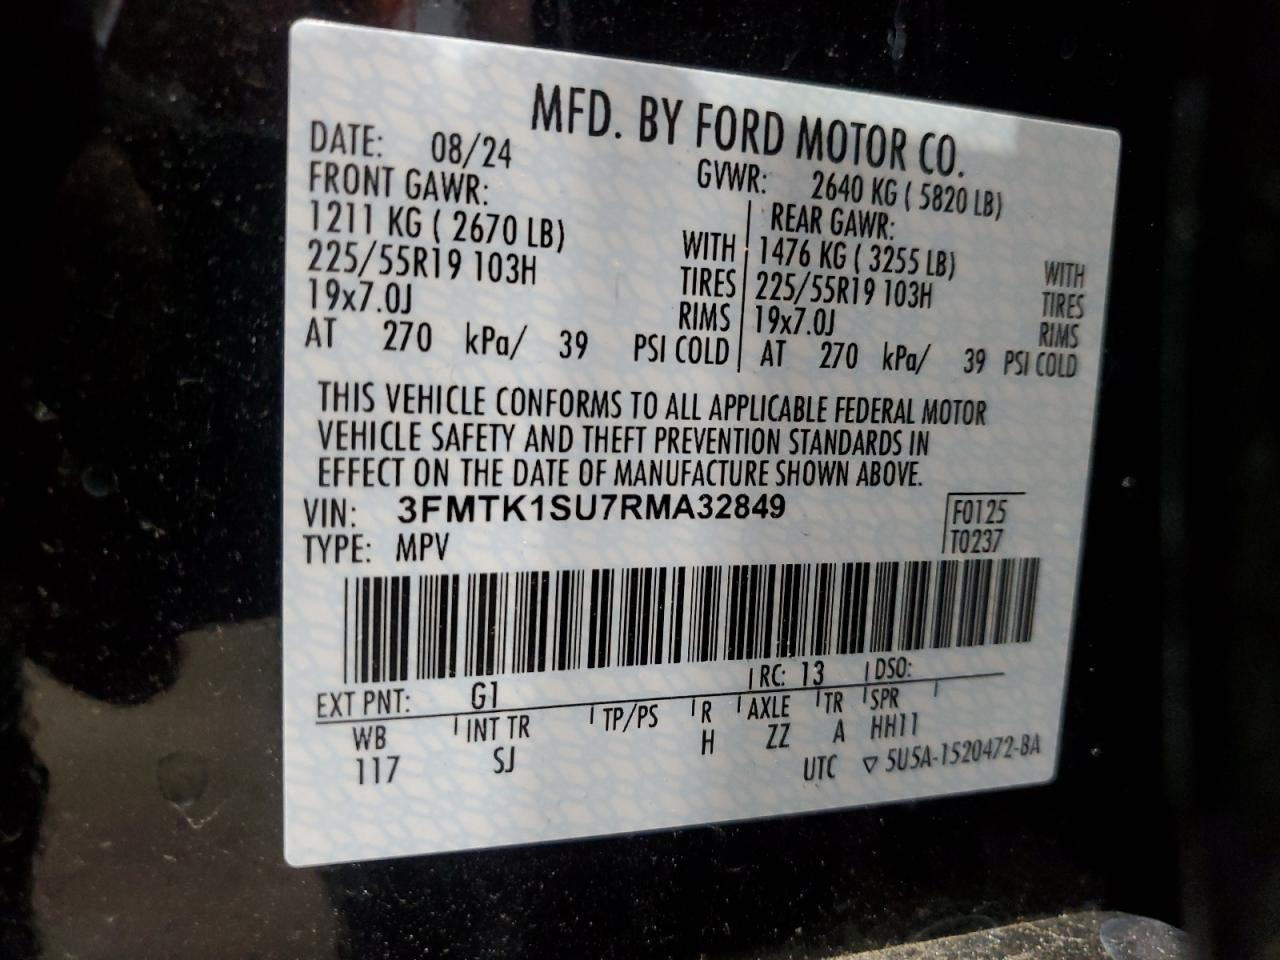 MFD. BY FORD MOTOR CO.
DATE: 08/24
GVWR: 2640 KG ( 5820 LB)
FRONT GAWR:
1211 KG ( 2670 LB) WITH
225/55R19 103H TIRES
19x7.0J RIMS
AT 270 kPa/ 39 PSI COLD
REAR GAWR:
1476 KG ( 3255 LB) WITH
225/55R19 103H TIRES
19x7.0J RIMS
AT 270 kPa/ 39 PSI COLD
THIS VEHICLE CONFORMS TO ALL APPLICABLE FEDERAL MOTOR
VEHICLE SAFETY AND THEFT PREVENTION STANDARDS IN
EFFECT ON THE DATE OF MANUFACTURE SHOWN ABOVE.
VIN: 3FMTK1SU7RMA32849
TYPE: MPV
F0125
T0237
EXT PNT: G1 RC: 13 DSO:
WB INT TR TP/PS R AXLE TR SPR
117 SJ H ZZ A HH11
UTC ▽ 5U5A-1520472-BA